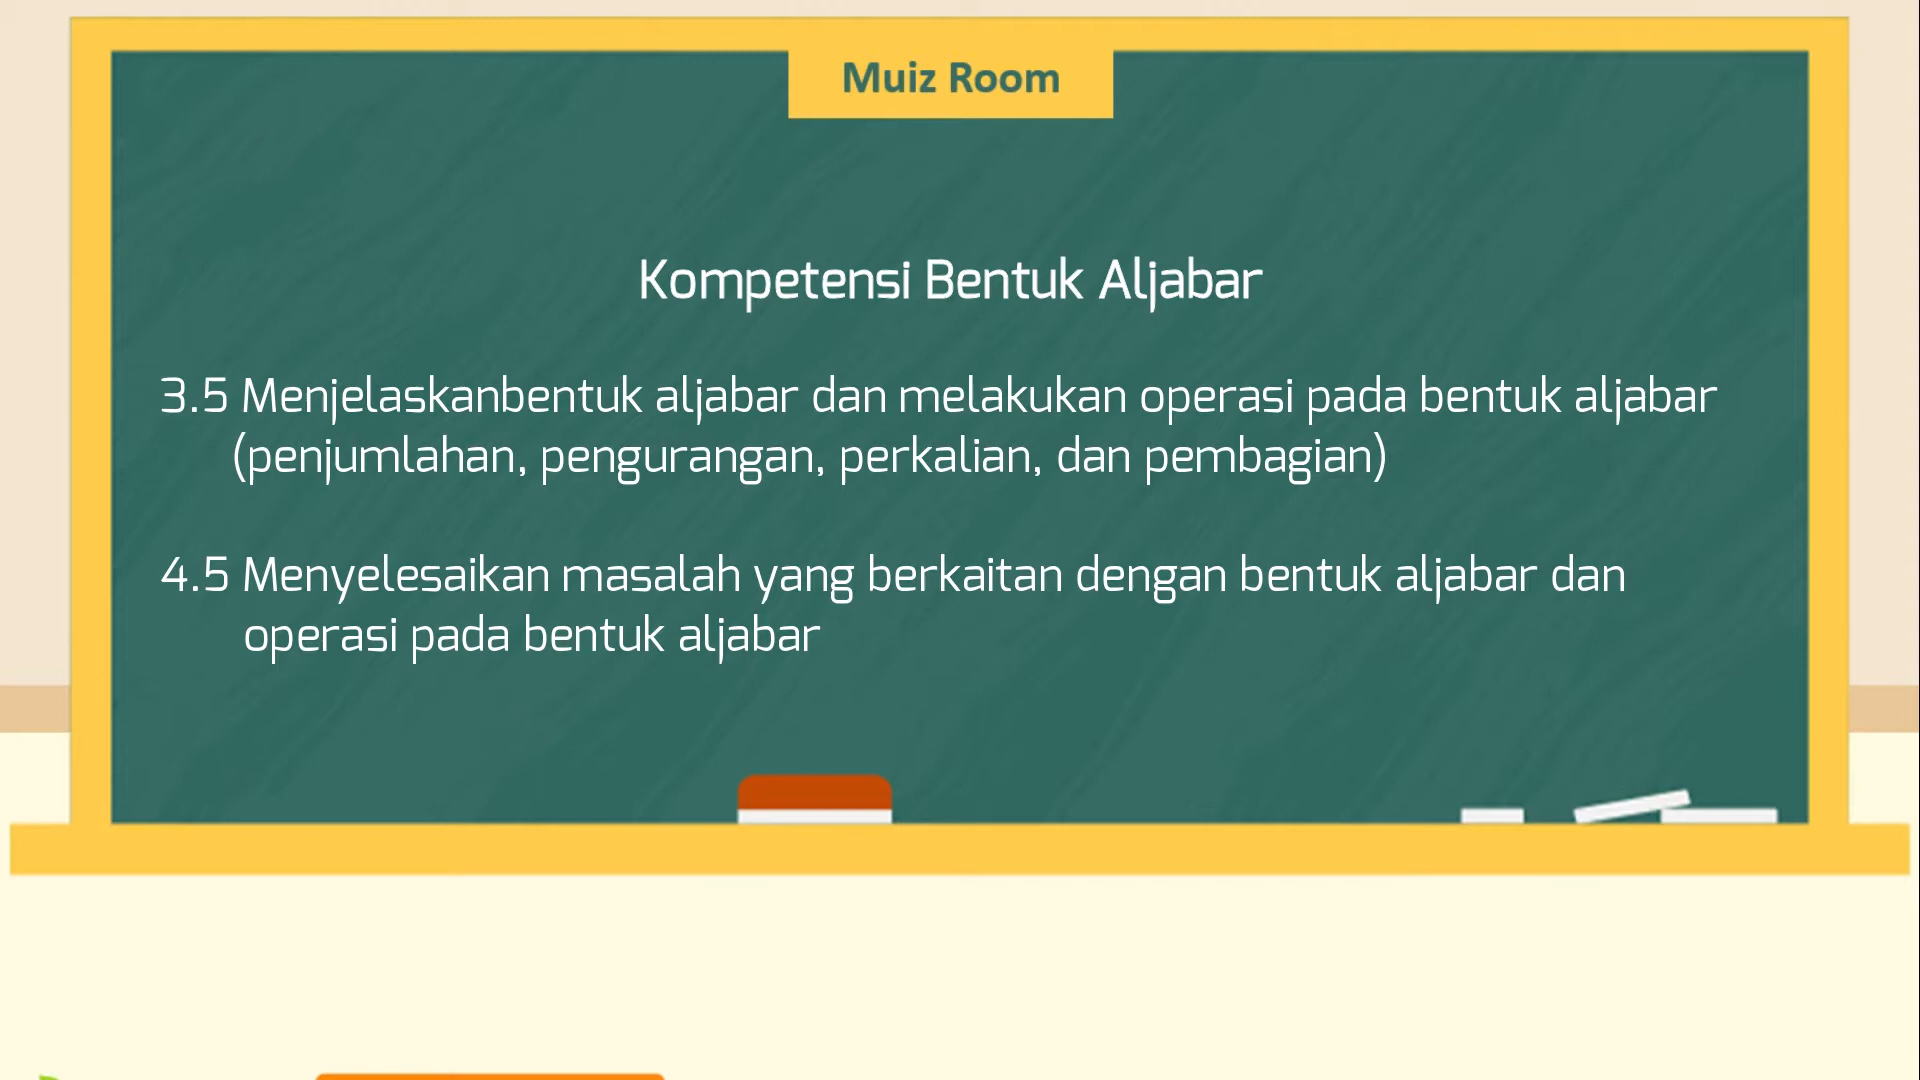 Muiz Room
Kompetensi Bentuk Aljabar
3.5 Menjelaskanbentuk aljabar dan melakukan operasi pada bentuk aljabar
(penjumlahan, pengurangan, perkalian, dan pembagian)
4.5 Menyelesaikan masalah yang berkaitan dengan bentuk aljabar dan
operasi pada bentuk aljabar